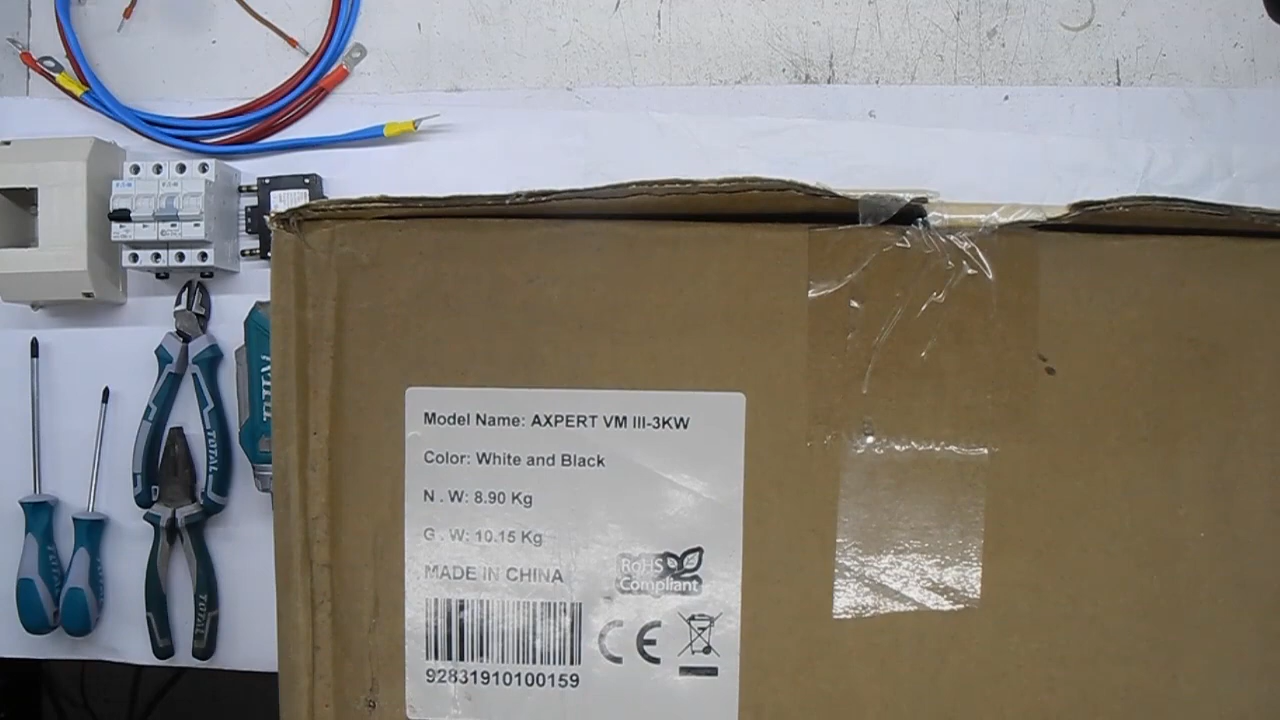 Model Name: AXPERT VM III-3KW
Color: White and Black
N . W: 8.90 Kg
G . W: 10.15 Kg
MADE IN CHINA
RoHS
Compliant
CE
92831910100159
TOTAL
TOTAL